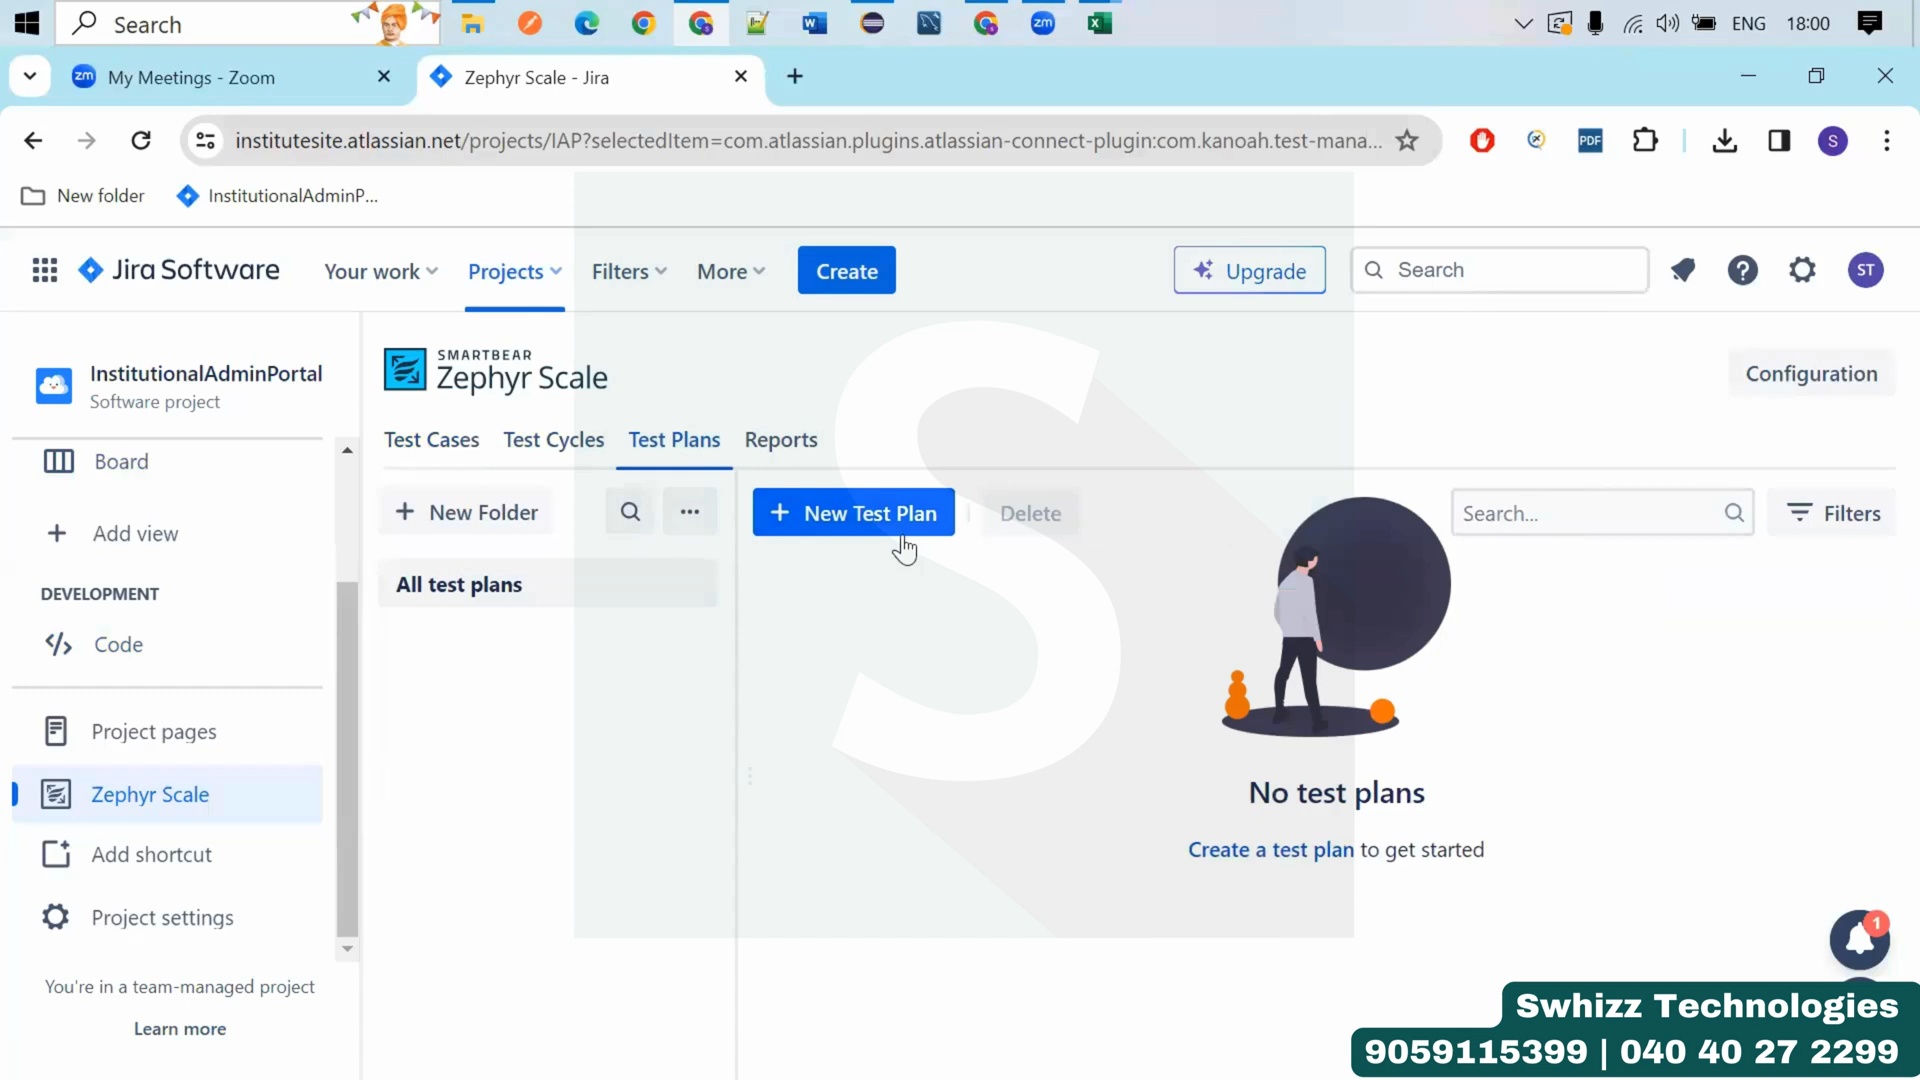 Search
ENG
18:00
My Meetings - Zoom
Zephyr Scale - Jira
institutesite.atlassian.net/projects/IAP?selectedItem=com.atlassian.plugins.atlassian-connect-plugin:com.kanoah.test-mana...
PDF
S
New folder
InstitutionalAdminP...
Jira Software
Your work
Projects
Filters
More
Create
Upgrade
Search
ST
InstitutionalAdminPortal
Software project
SMARTBEAR
Zephyr Scale
Configuration
Test Cases
Test Cycles
Test Plans
Reports
Board
Add view
DEVELOPMENT
Code
Project pages
Zephyr Scale
Add shortcut
Project settings
You're in a team-managed project
Learn more
New Folder
New Test Plan
Delete
Search...
Filters
All test plans
S
No test plans
Create a test plan to get started
1
Swhizz Technologies
9059115399 | 040 40 27 2299